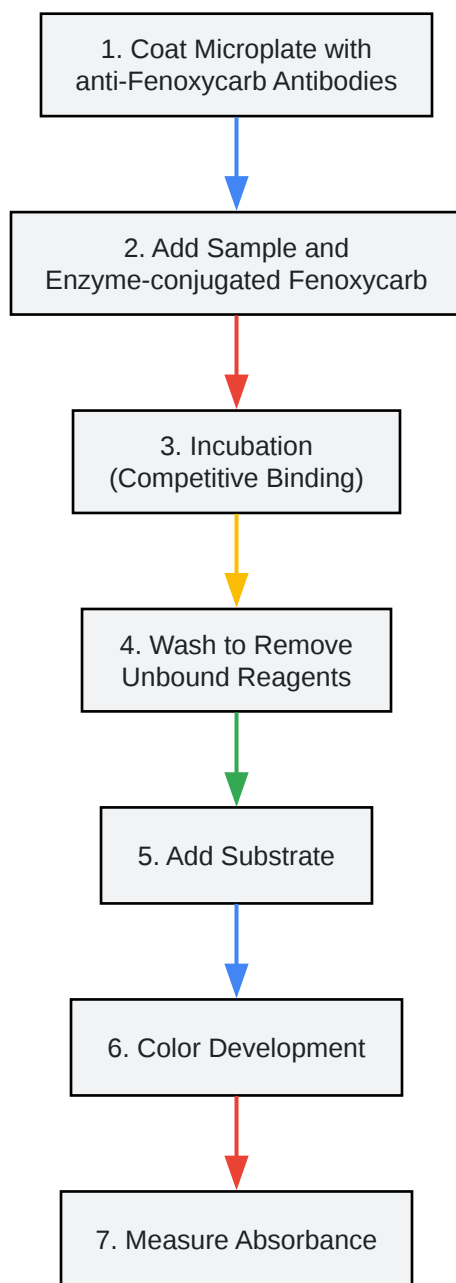 1. Coat Microplate with
anti-Fenoxycarb Antibodies
2. Add Sample and
Enzyme-conjugated Fenoxycarb
3. Incubation
(Competitive Binding)
4. Wash to Remove
Unbound Reagents
5. Add Substrate
6. Color Development
7. Measure Absorbance